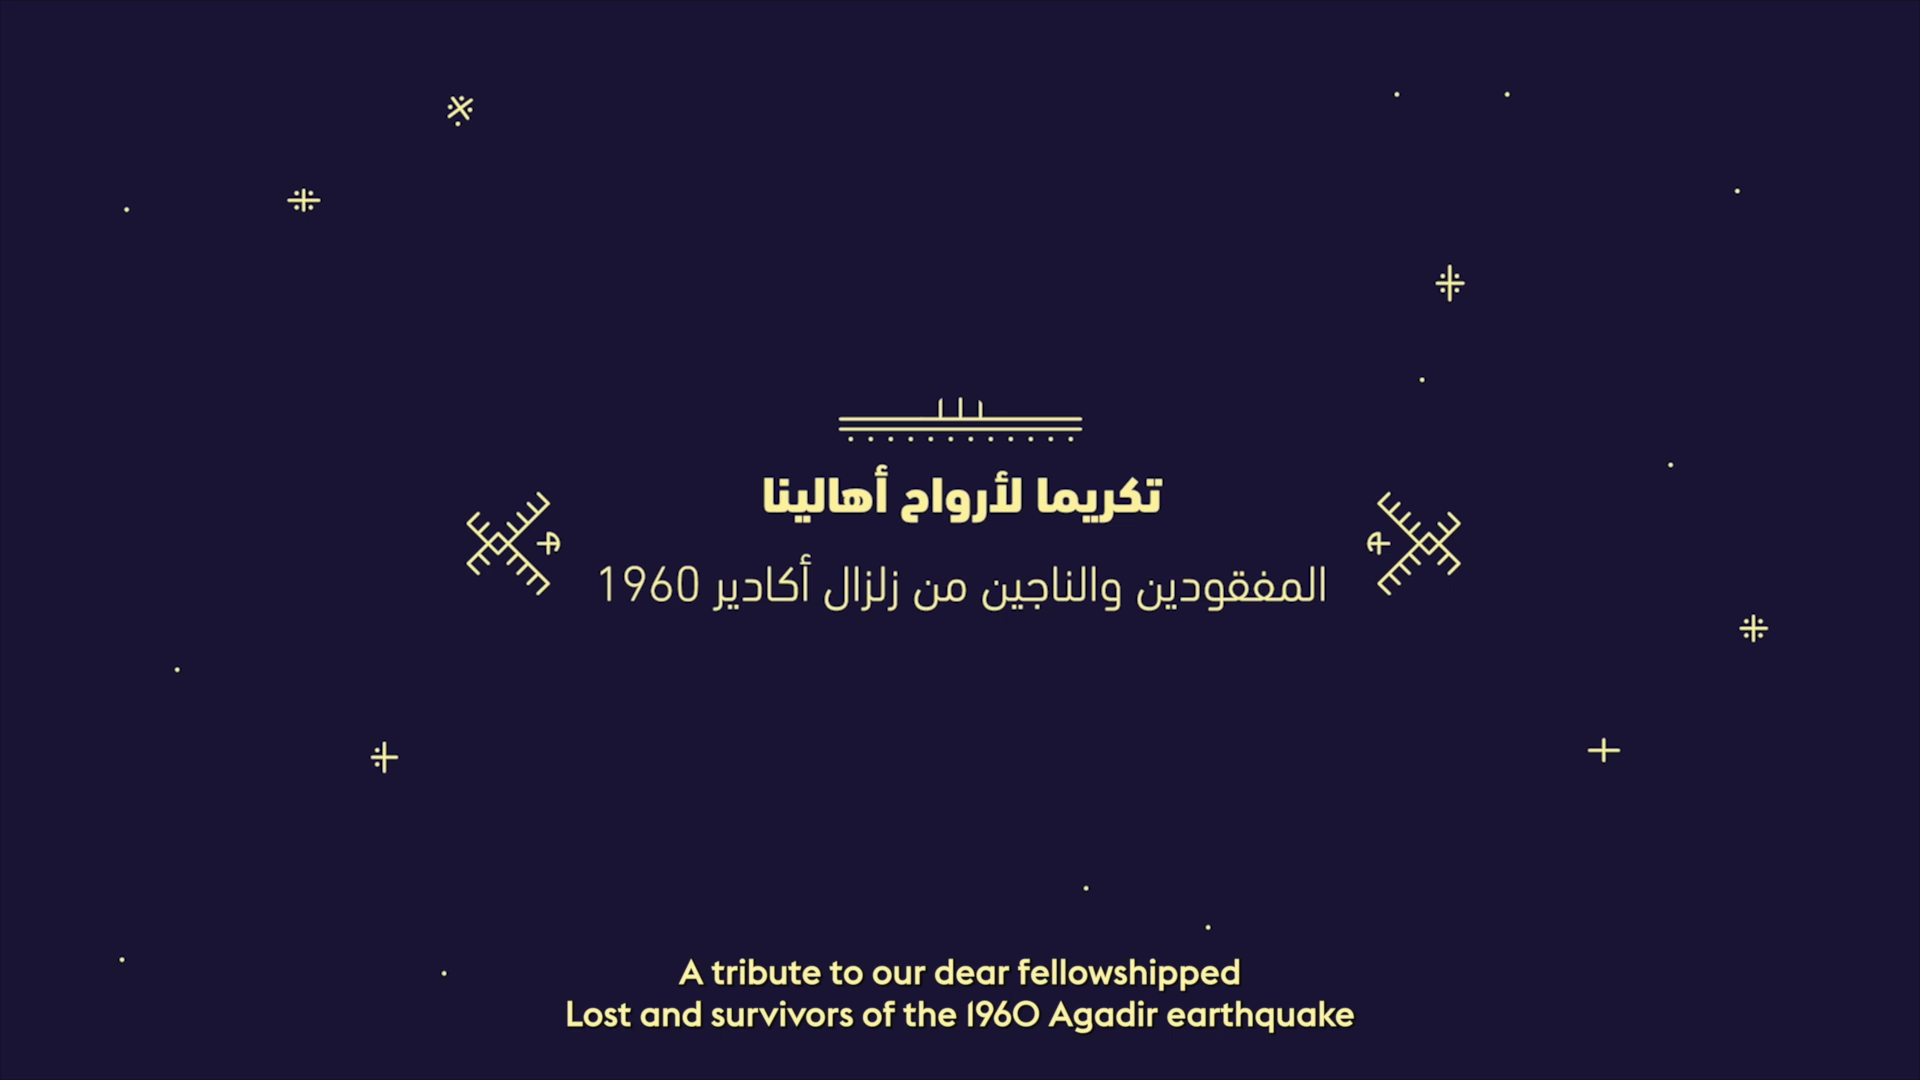 تكريما لأرواح أهالينا
المفقودين والناجين من زلزال أكادير 1960
A tribute to our dear fellowshipped
Lost and survivors of the 1960 Agadir earthquake